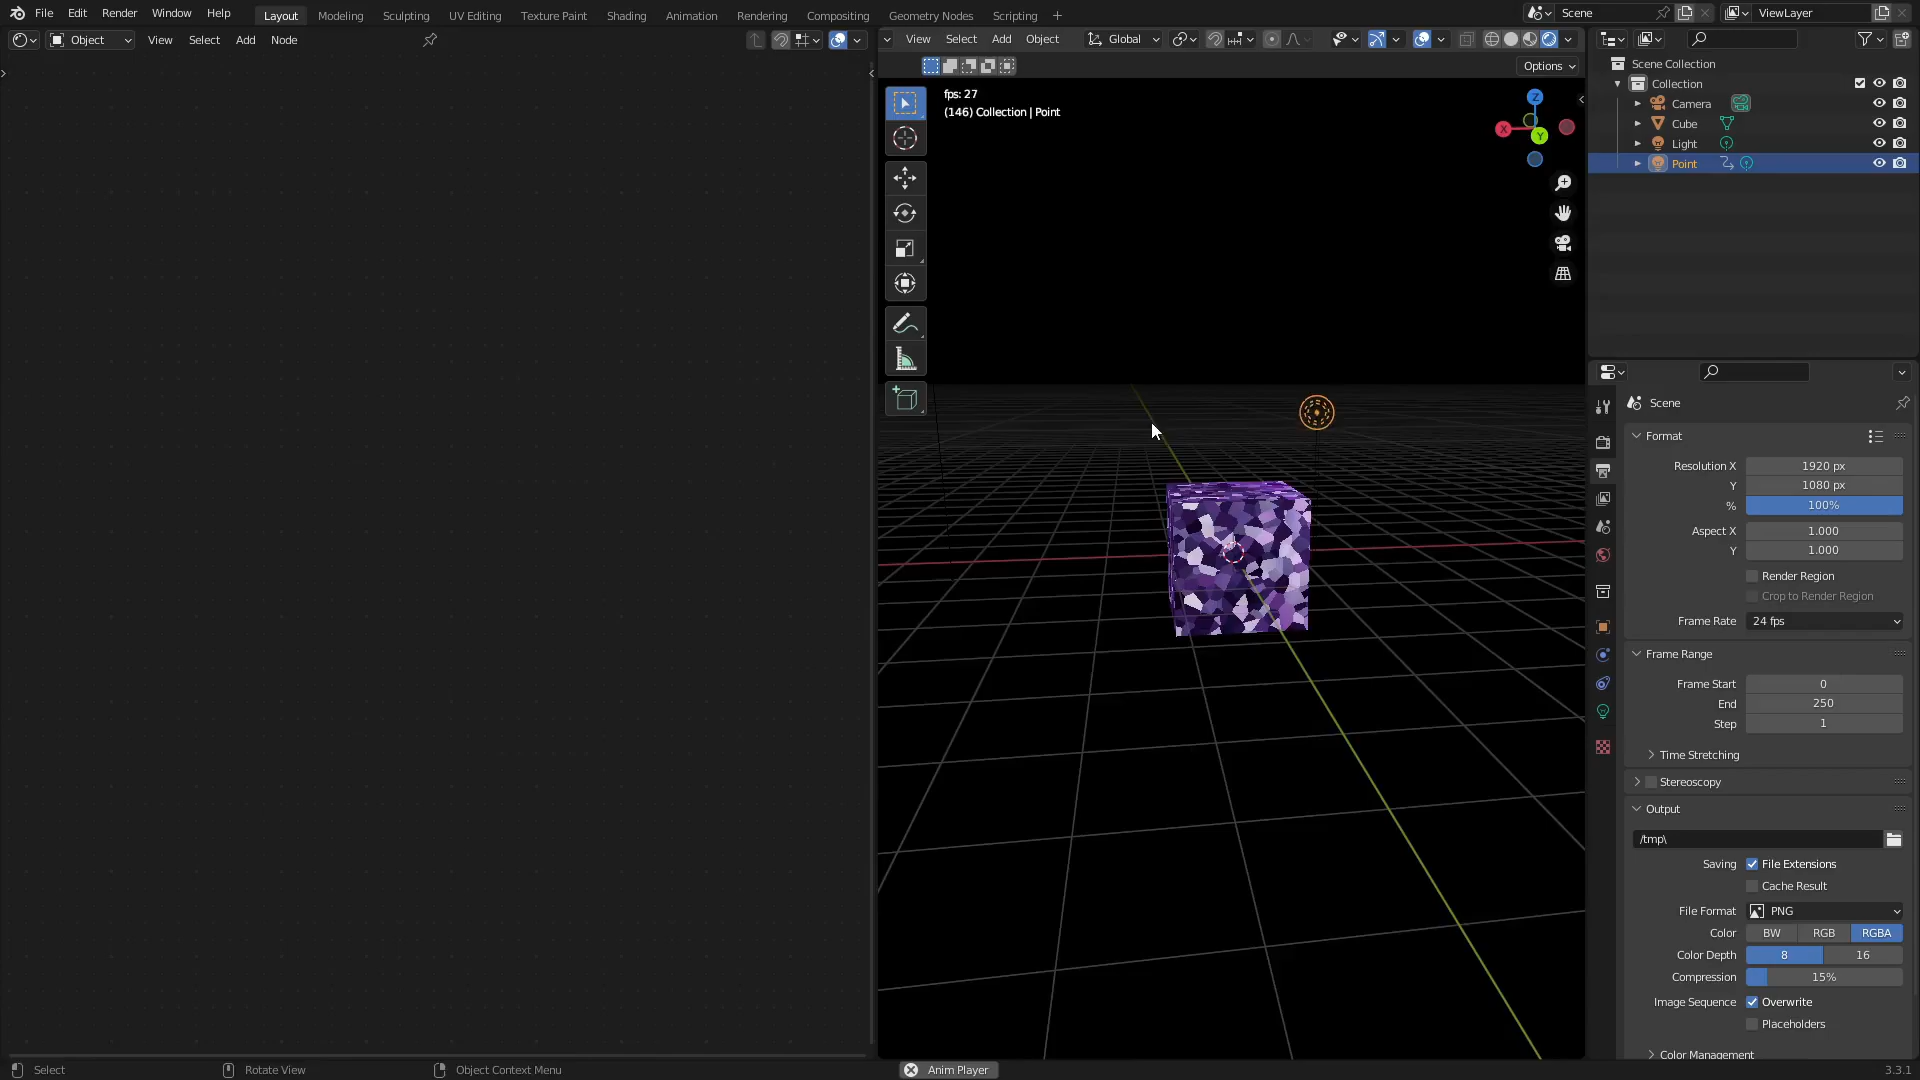 File Edit Render Window Help Layout Modeling Sculpting UV Editing Texture Paint Shading Animation Rendering Compositing Geometry Nodes Scripting + Scene ViewLayer
Object View Select Add Node
View Select Add Object Global
Options
fps: 27
(146) Collection | Point
Z
X
Y
Scene Collection
Collection
Camera
Cube
Light
Point
Scene
Format
Resolution X 1920 px
Y 1080 px
% 100%
Aspect X 1.000
Y 1.000
Render Region
Crop to Render Region
Frame Rate 24 fps
Frame Range
Frame Start 0
End 250
Step 1
Time Stretching
Stereoscopy
Output
/tmp\
Saving File Extensions
Cache Result
File Format PNG
Color BW RGB RGBA
Color Depth 8 16
Compression 15%
Image Sequence Overwrite
Placeholders
Color Management
Select Rotate View Object Context Menu Anim Player 3.3.1